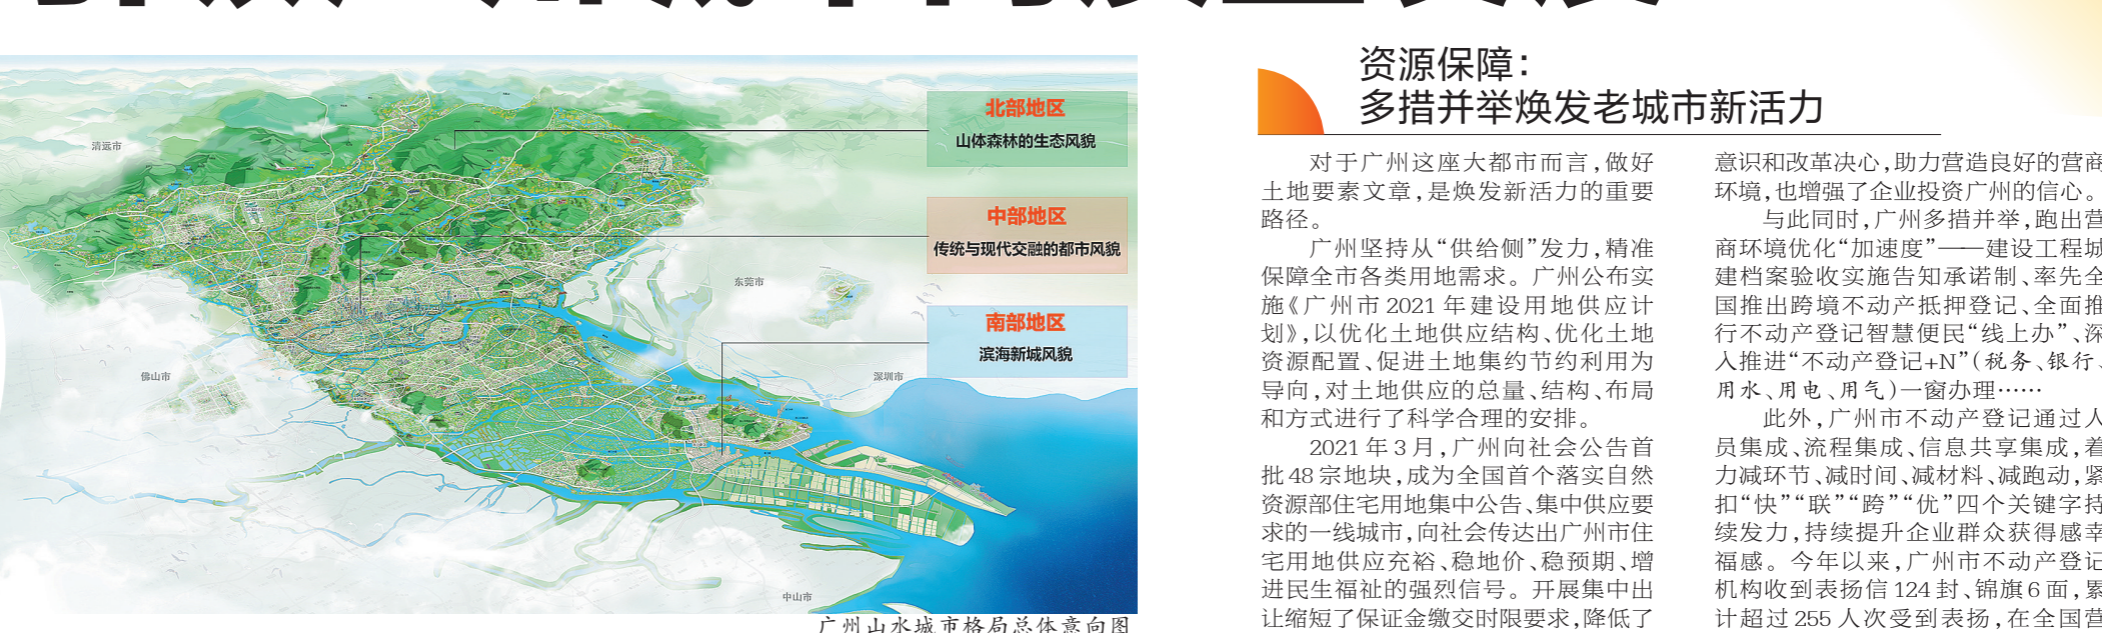 清远市
北部地区
山体森林的生态风貌
中部地区
传统与现代交融的都市风貌
东莞市
南部地区
滨海新城风貌
佛山市
深圳市
中山市
广州山水城市格局总体意向图
资源保障：
多措并举焕发老城市新活力
对于广州这座大都市而言，做好
土地要素文章，是焕发新活力的重要
路径。
广州坚持从“供给侧”发力，精准
保障全市各类用地需求。广州公布实
施《广州市2021年建设用地供应计
划》，以优化土地供应结构、优化土地
资源配置、促进土地集约节约利用为
导向，对土地供应的总量、结构、布局
和方式进行了科学合理的安排。
2021年3月，广州向社会公告首
批48宗地块，成为全国首个落实自然
资源部住宅用地集中公告、集中供应要
求的一线城市，向社会传达出广州市住
宅用地供应充裕、稳地价、稳预期、增
进民生福祉的强烈信号。开展集中出
让缩短了保证金缴交时限要求，降低了
意识和改革决心，助力营造良好的营商
环境，也增强了企业投资广州的信心。
与此同时，广州多措并举，跑出营
商环境优化“加速度”——建设工程城
建档案验收实施告知承诺制、率先全
国推出跨境不动产抵押登记、全面推
行不动产登记智慧便民“线上办”、深
入推进“不动产登记+N”（税务、银行、
用水、用电、用气）一窗办理……
此外，广州市不动产登记通过人
员集成、流程集成、信息共享集成，着
力减环节、减时间、减材料、减跑动，紧
扣“快”“联”“跨”“优”四个关键字持
续发力，持续提升企业群众获得感幸
福感。今年以来，广州市不动产登记
机构收到表扬信124封、锦旗6面，累
计超过255人次受到表扬，在全国营